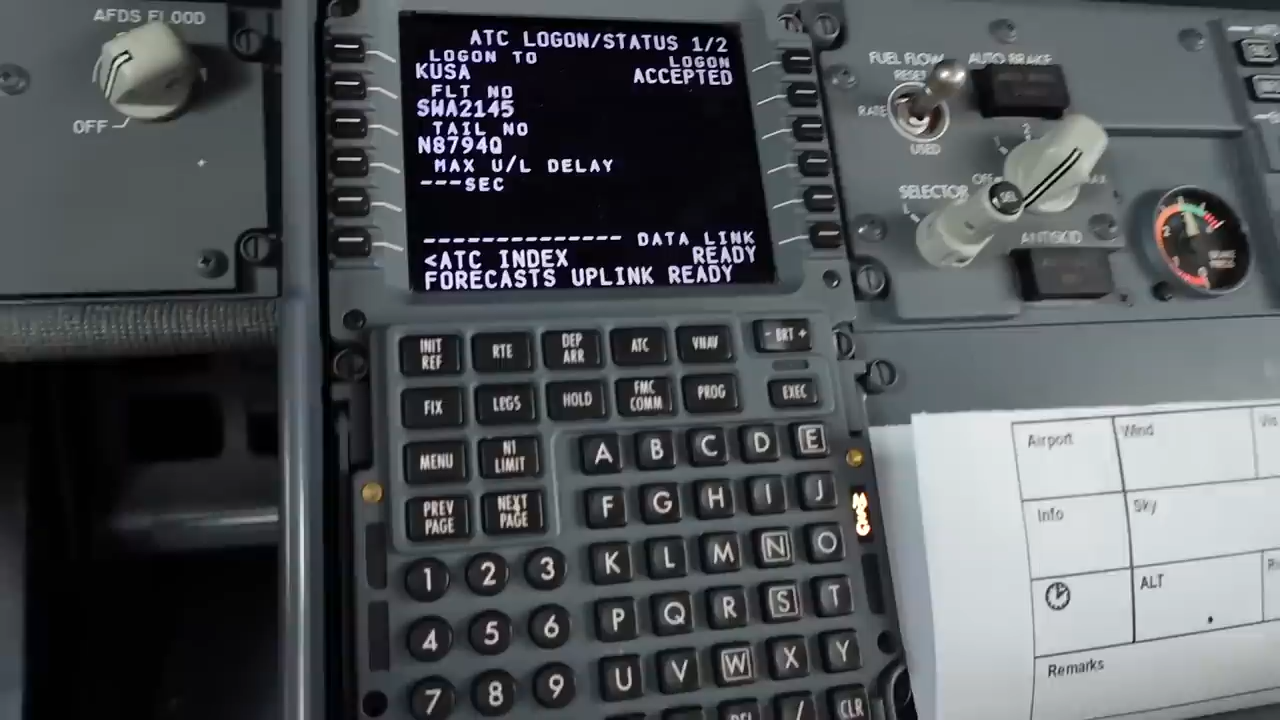 AFDS FLOOD
OFF
ATC LOGON/STATUS 1/2
LOGON TO LOGON
KUSA ACCEPTED
FLT NO
SWA2145
TAIL NO
N8794Q
MAX U/L DELAY
---SEC
-------------- DATA LINK
<ATC INDEX READY
FORECASTS UPLINK READY
FUEL FLOW
RESET
RATE
USED
AUTO BRAKE
2
OFF
SELECTOR
SEL
ANTISKID
INIT REF
RTE
DEP ARR
ATC
VNAV
- BRT +
FIX
LEGS
HOLD
FMC COMM
PROG
EXEC
MENU
N1 LIMIT
PREV PAGE
NEXT PAGE
A B C D E
F G H I J
K L M N O
P Q R S T
U V W X Y
/ CLR
1 2 3
4 5 6
7 8 9
MSG
Airport
Wind
Info
Sky
ALT
Remarks